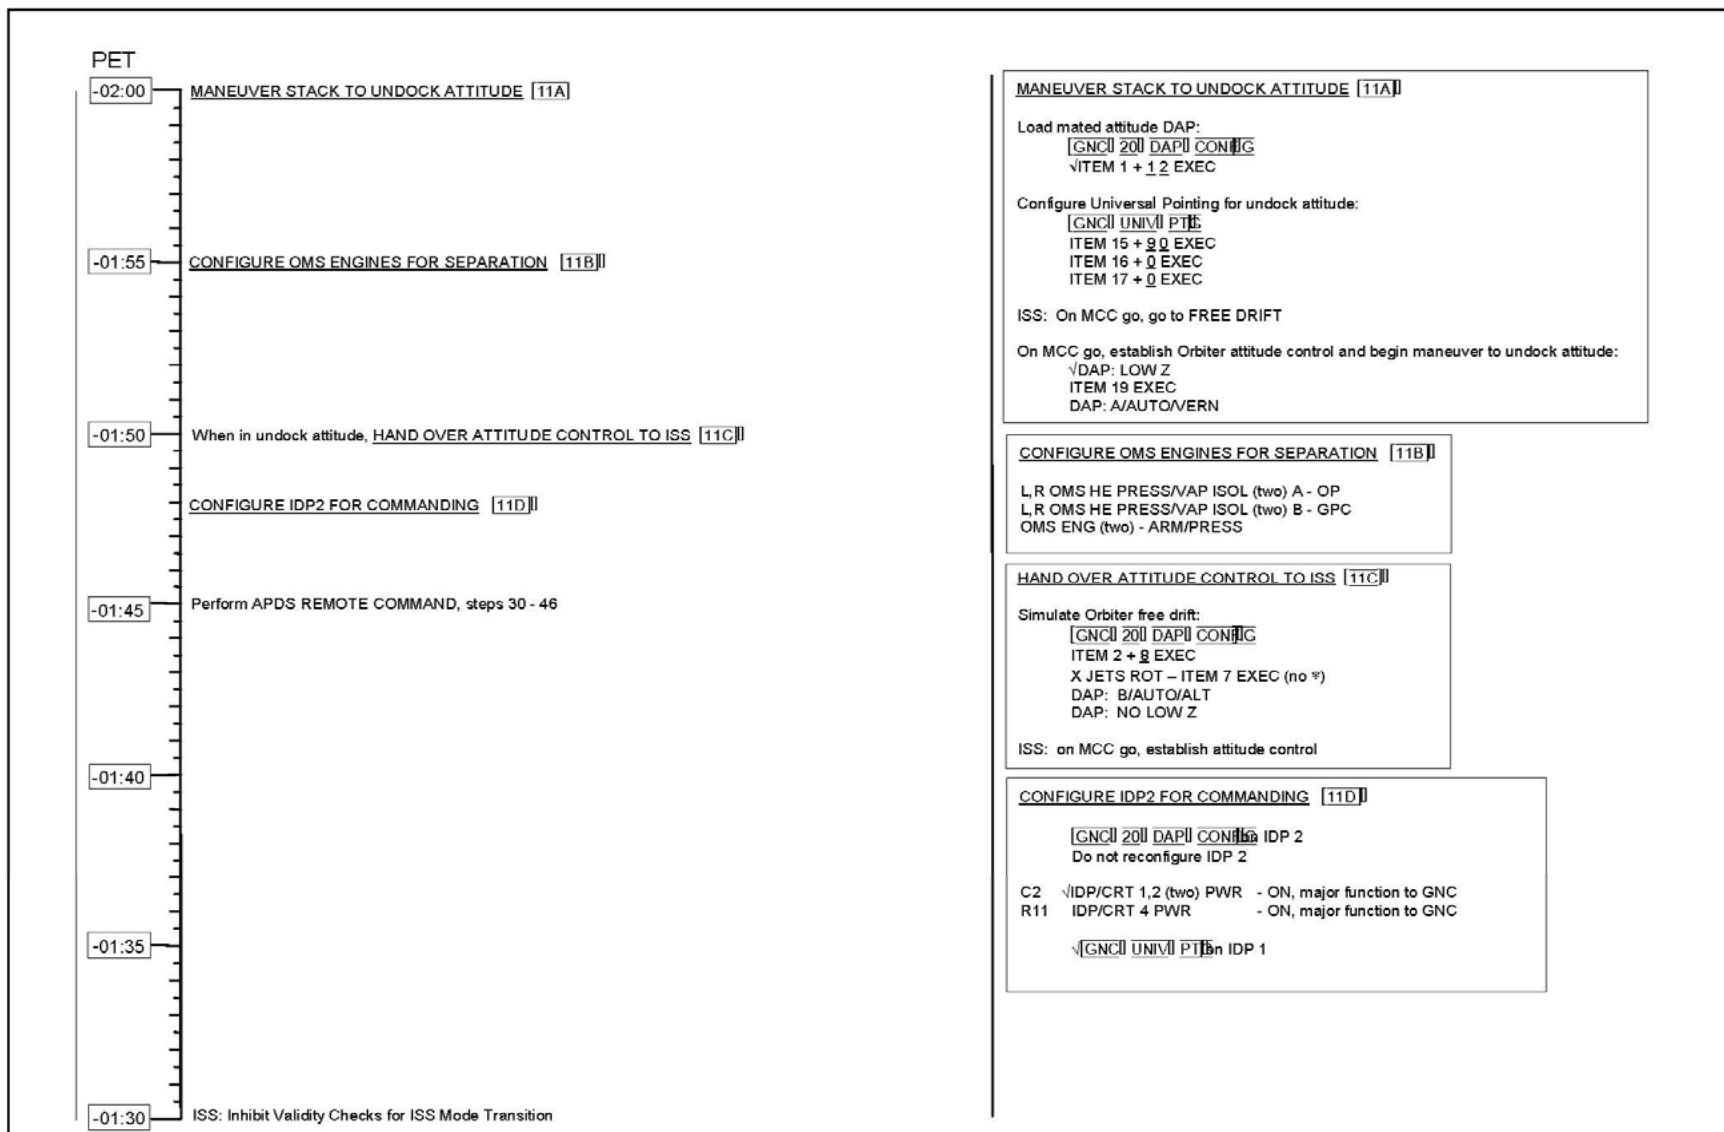 PET
-02:00 MANEUVER STACK TO UNDOCK ATTITUDE [11A]
-01:55 CONFIGURE OMS ENGINES FOR SEPARATION [11B]
-01:50 When in undock attitude, HAND OVER ATTITUDE CONTROL TO ISS [11C]
CONFIGURE IDP2 FOR COMMANDING [11D]
-01:45 Perform APDS REMOTE COMMAND, steps 30 - 46
-01:40
-01:35
-01:30 ISS: Inhibit Validity Checks for ISS Mode Transition
MANEUVER STACK TO UNDOCK ATTITUDE [11A]
Load mated attitude DAP:
GNC 20 DAP CONFIG
√ITEM 1 + 1 2 EXEC
Configure Universal Pointing for undock attitude:
GNC UNIV PTG
ITEM 15 + 9 0 EXEC
ITEM 16 + 0 EXEC
ITEM 17 + 0 EXEC
ISS: On MCC go, go to FREE DRIFT
On MCC go, establish Orbiter attitude control and begin maneuver to undock attitude:
√DAP: LOW Z
ITEM 19 EXEC
DAP: A/AUTO/VERN
CONFIGURE OMS ENGINES FOR SEPARATION [11B]
L,R OMS HE PRESS/VAP ISOL (two) A - OP
L,R OMS HE PRESS/VAP ISOL (two) B - GPC
OMS ENG (two) - ARM/PRESS
HAND OVER ATTITUDE CONTROL TO ISS [11C]
Simulate Orbiter free drift:
GNC 20 DAP CONFIG
ITEM 2 + 8 EXEC
X JETS ROT – ITEM 7 EXEC (no *)
DAP: B/AUTO/ALT
DAP: NO LOW Z
ISS: on MCC go, establish attitude control
CONFIGURE IDP2 FOR COMMANDING [11D]
GNC 20 DAP CONFIG on IDP 2
Do not reconfigure IDP 2
C2 √IDP/CRT 1,2 (two) PWR - ON, major function to GNC
R11 IDP/CRT 4 PWR - ON, major function to GNC
√GNC UNIV PTG on IDP 1